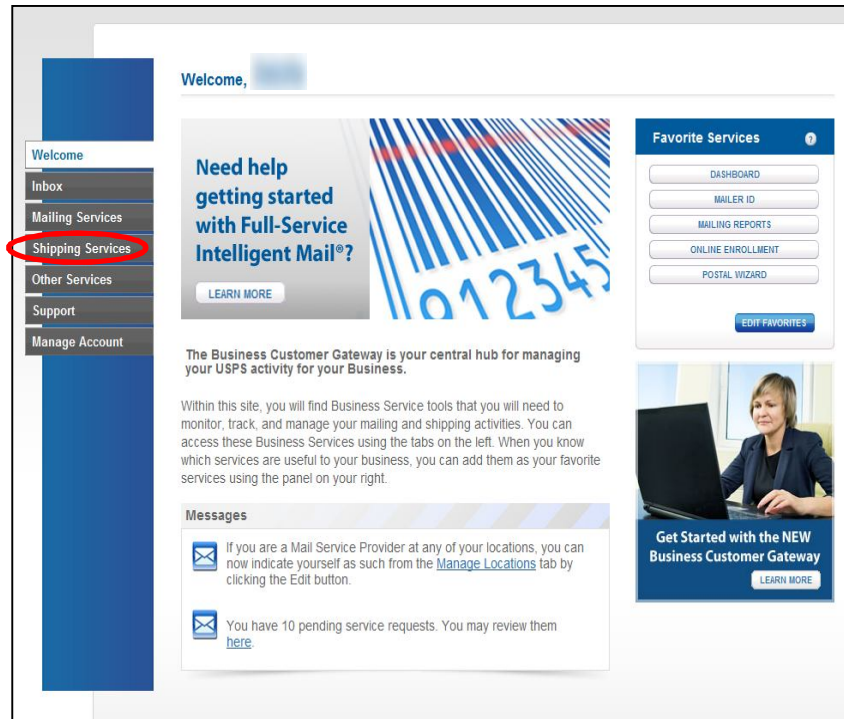 Welcome,
Welcome
Inbox
Mailing Services
Shipping Services
Other Services
Support
Manage Account
Need help
getting started
with Full-Service
Intelligent Mail®?
LEARN MORE
012345
Favorite Services ?
DASHBOARD
MAILER ID
MAILING REPORTS
ONLINE ENROLLMENT
POSTAL WIZARD
EDIT FAVORITES
The Business Customer Gateway is your central hub for managing
your USPS activity for your Business.
Within this site, you will find Business Service tools that you will need to
monitor, track, and manage your mailing and shipping activities. You can
access these Business Services using the tabs on the left. When you know
which services are useful to your business, you can add them as your favorite
services using the panel on your right.
Messages
If you are a Mail Service Provider at any of your locations, you can
now indicate yourself as such from the Manage Locations tab by
clicking the Edit button.
You have 10 pending service requests. You may review them
here.
Get Started with the NEW
Business Customer Gateway
LEARN MORE